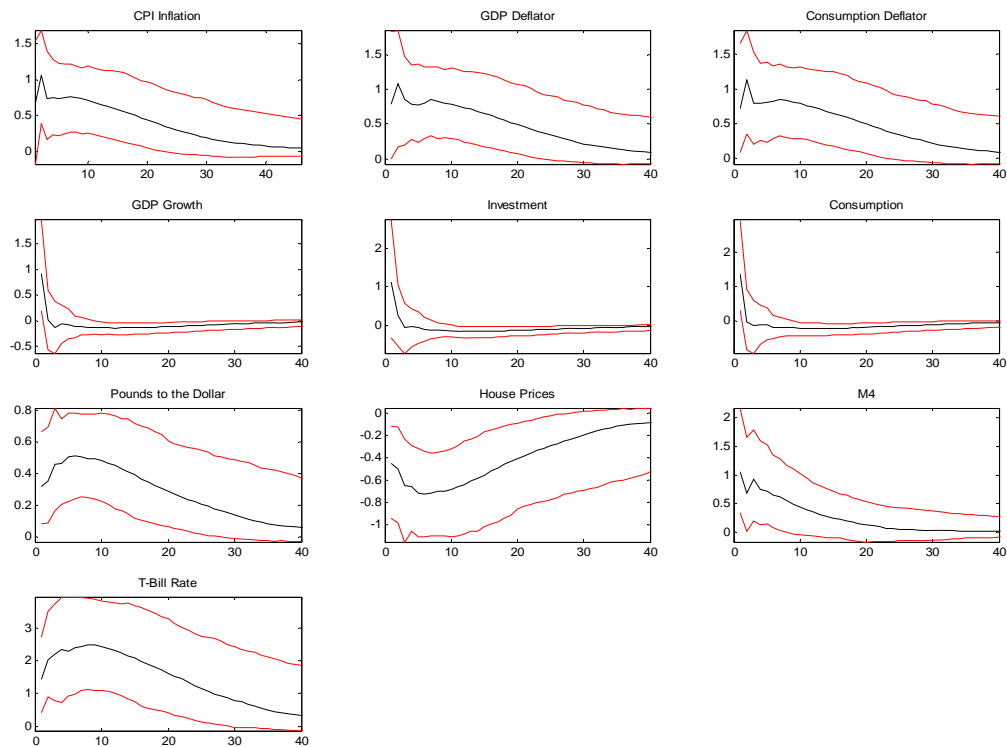 CPI Inflation
1.5
1
0.5
0
10 20 30 40
GDP Deflator
1.5
1
0.5
0
0 10 20 30 40
Consumption Deflator
1.5
1
0.5
0
0 10 20 30 40
GDP Growth
1.5
1
0.5
0
-0.5
0 10 20 30 40
Investment
2
1
0
0 10 20 30 40
Consumption
2
1
0
0 10 20 30 40
Pounds to the Dollar
0.8
0.6
0.4
0.2
0
0 10 20 30 40
House Prices
0
-0.2
-0.4
-0.6
-0.8
-1
0 10 20 30 40
M4
2
1.5
1
0.5
0
0 10 20 30 40
T-Bill Rate
3
2
1
0
0 10 20 30 40